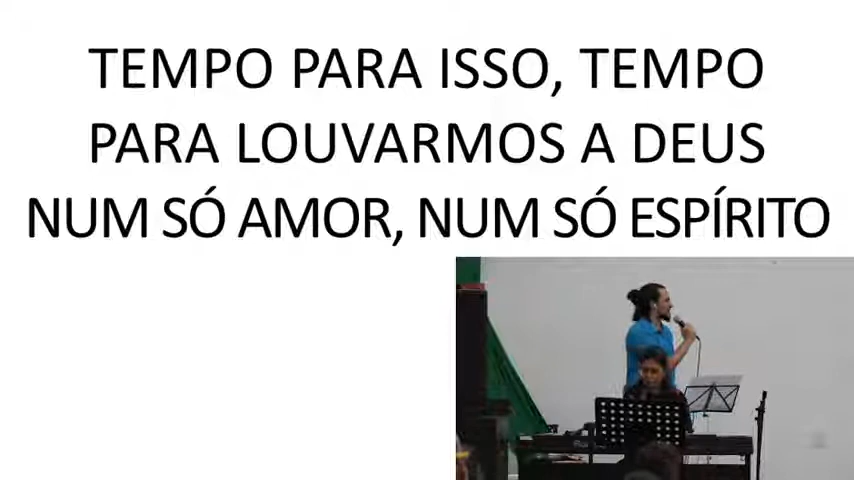 TEMPO PARA ISSO, TEMPO
PARA LOUVARMOS A DEUS
NUM SÓ AMOR, NUM SÓ ESPÍRITO